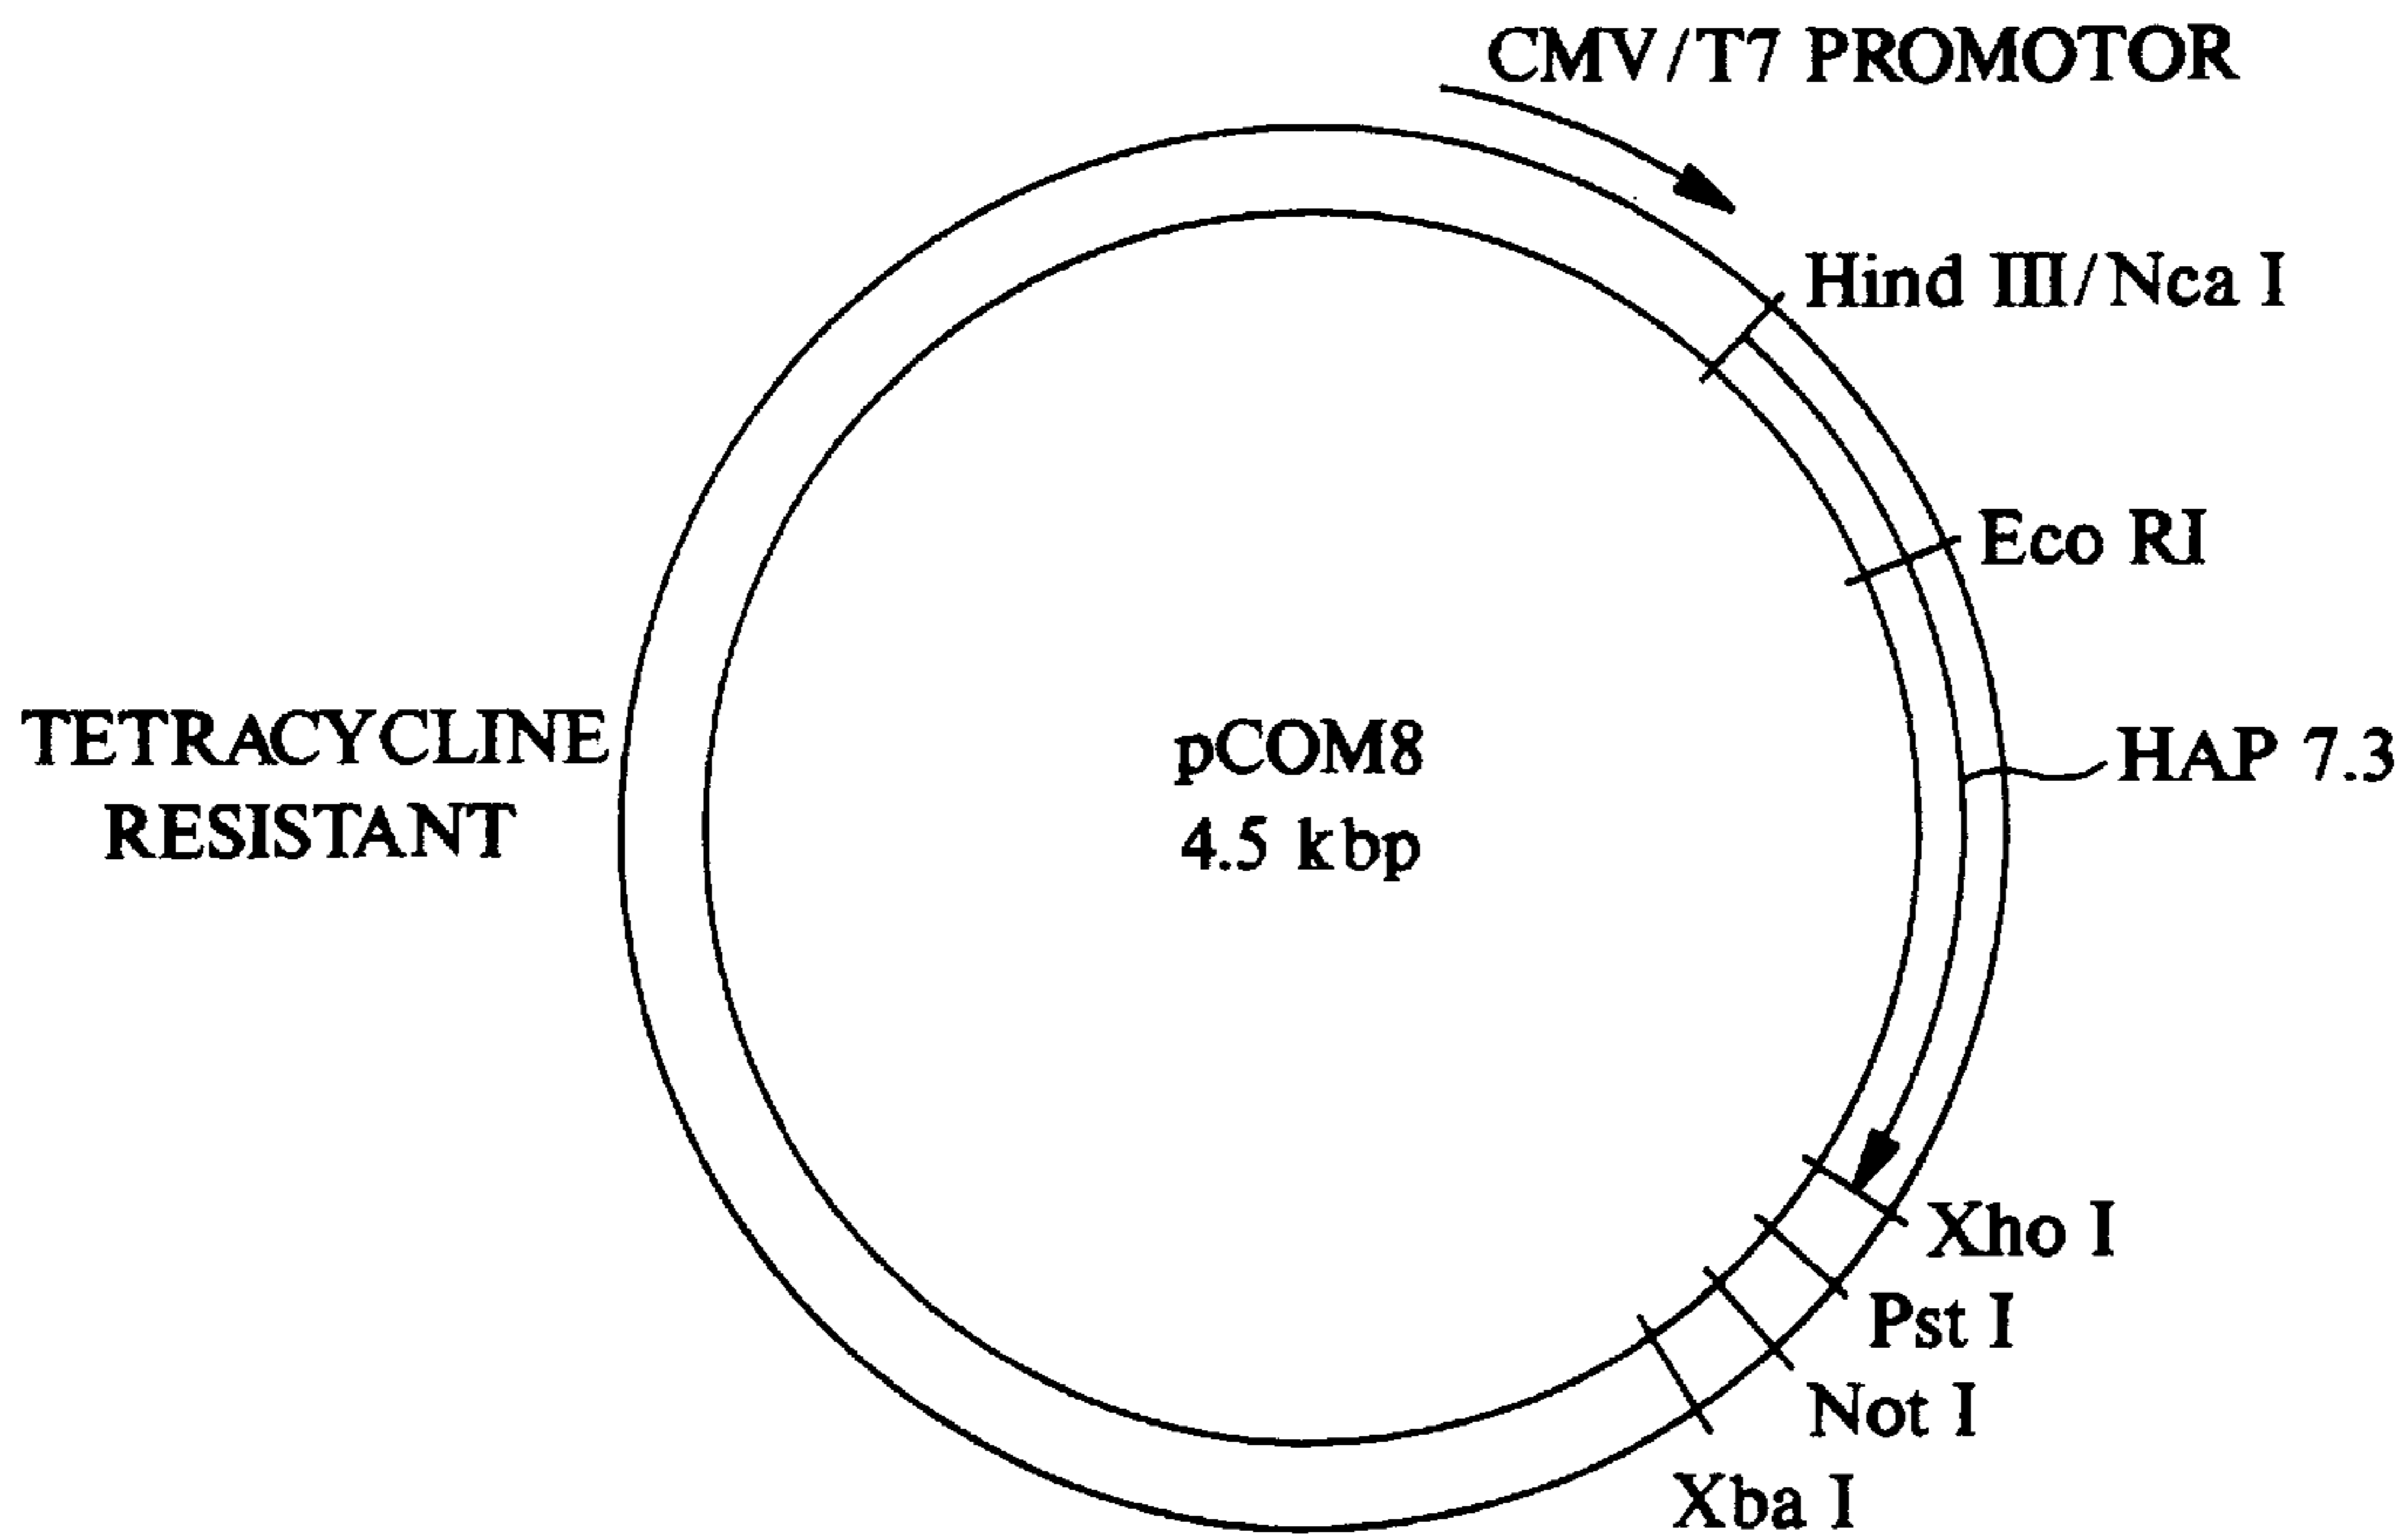 CMV/T7 PROMOTOR
Hind III/Nca I
Eco RI
TETRACYCLINE
RESISTANT
pCOM8
4.5 kbp
HAP 7.3
Xho I
Pst I
Not I
Xba I